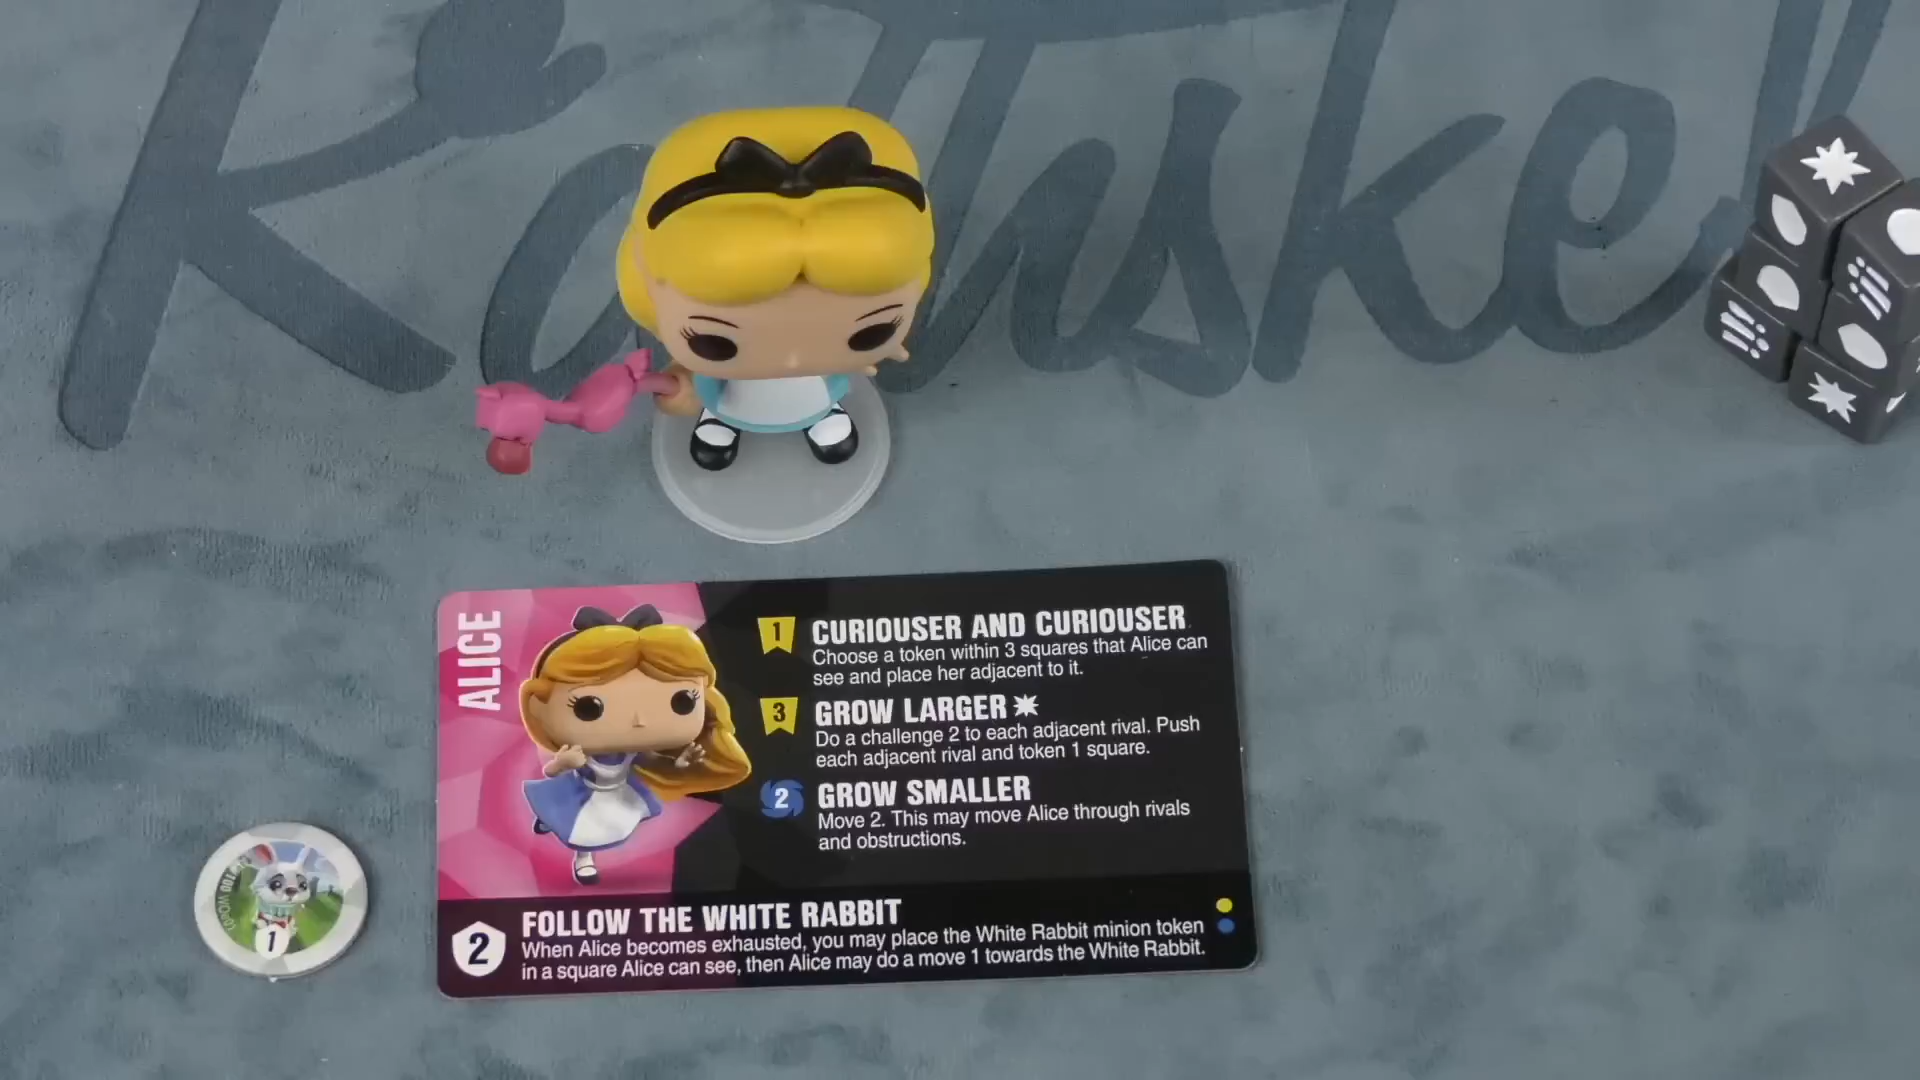 Rahdo
ALICE
1 CURIOUSER AND CURIOUSER
Choose a token within 3 squares that Alice can
see and place her adjacent to it.
3 GROW LARGER
Do a challenge 2 to each adjacent rival. Push
each adjacent rival and token 1 square.
2 GROW SMALLER
Move 2. This may move Alice through rivals
and obstructions.
2 FOLLOW THE WHITE RABBIT
When Alice becomes exhausted, you may place the White Rabbit minion token
in a square Alice can see, then Alice may do a move 1 towards the White Rabbit.
1